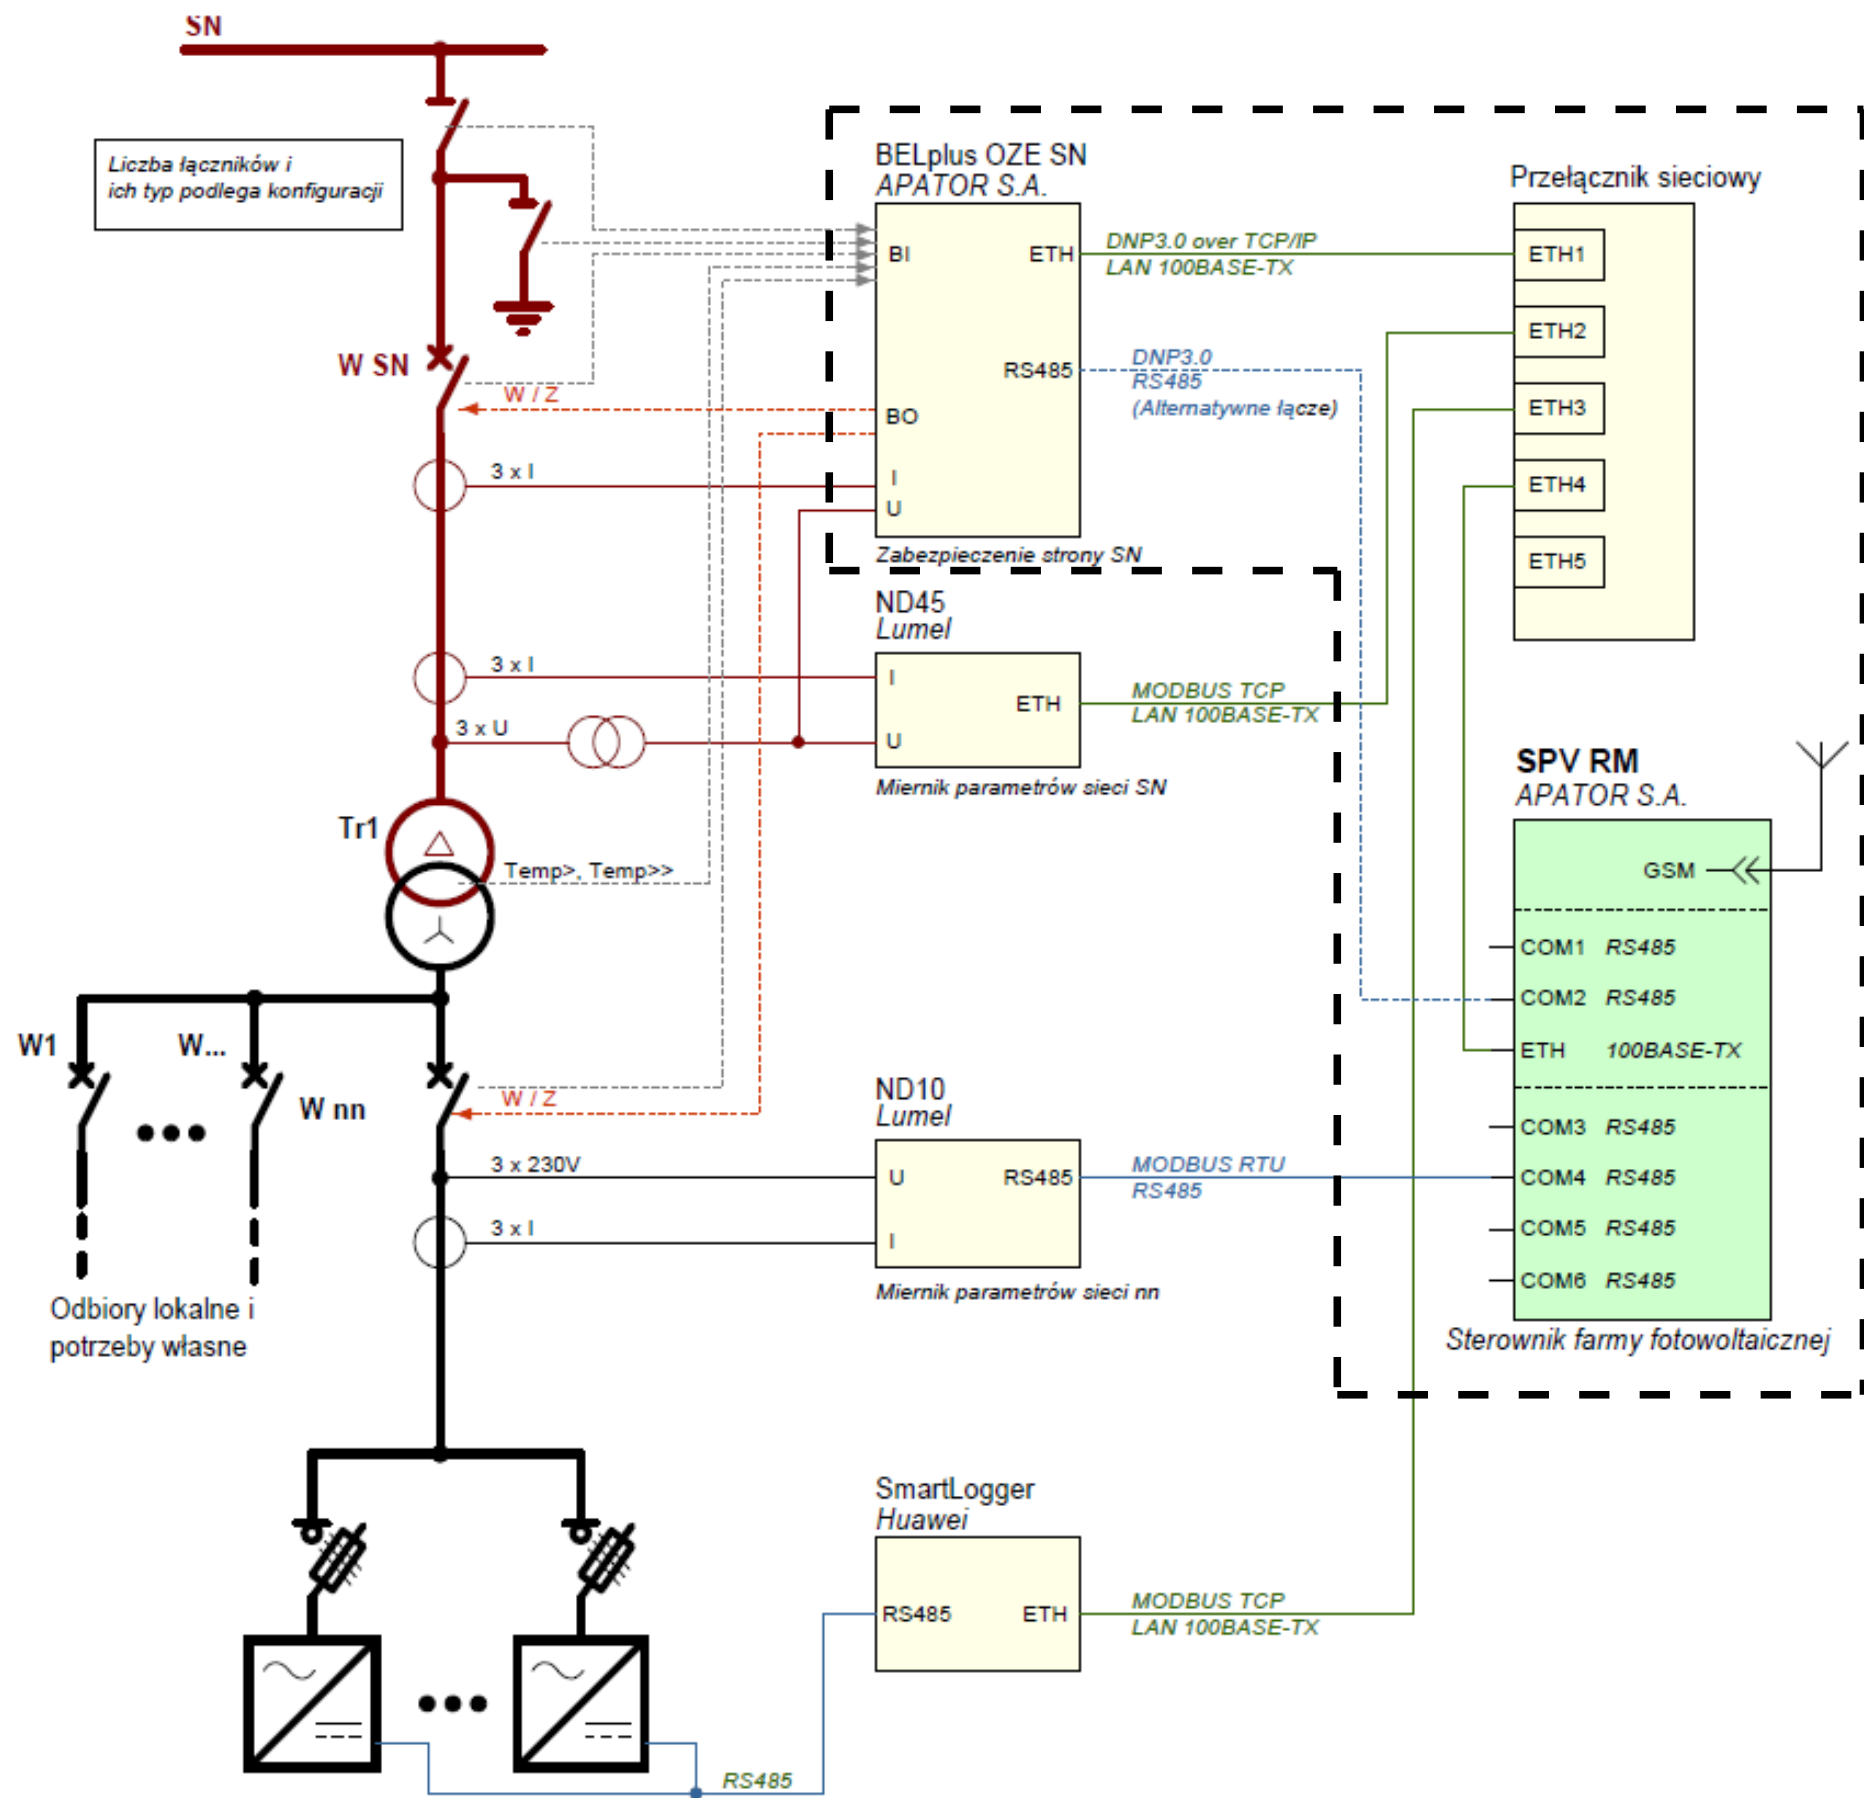 SN
Liczba łączników i
ich typ podlega konfiguracji
BELplus OZE SN
APATOR S.A.
BI
ETH
RS485
BO
I
U
Zabezpieczenie strony SN
DNP3.0 over TCP/IP
LAN 100BASE-TX
DNP3.0
RS485
(Alternatywne łącze)
Przełącznik sieciowy
ETH1
ETH2
ETH3
ETH4
ETH5
W SN
W / Z
3 x I
3 x I
3 x U
ND45
Lumel
I
ETH
U
Miernik parametrów sieci SN
MODBUS TCP
LAN 100BASE-TX
Tr1
Temp>, Temp>>
SPV RM
APATOR S.A.
GSM
COM1 RS485
COM2 RS485
ETH 100BASE-TX
COM3 RS485
COM4 RS485
COM5 RS485
COM6 RS485
Sterownik farmy fotowoltaicznej
W1
W...
W nn
W / Z
3 x 230V
3 x I
ND10
Lumel
U
RS485
I
Miernik parametrów sieci nn
MODBUS RTU
RS485
Odbiory lokalne i
potrzeby własne
SmartLogger
Huawei
RS485
ETH
MODBUS TCP
LAN 100BASE-TX
RS485